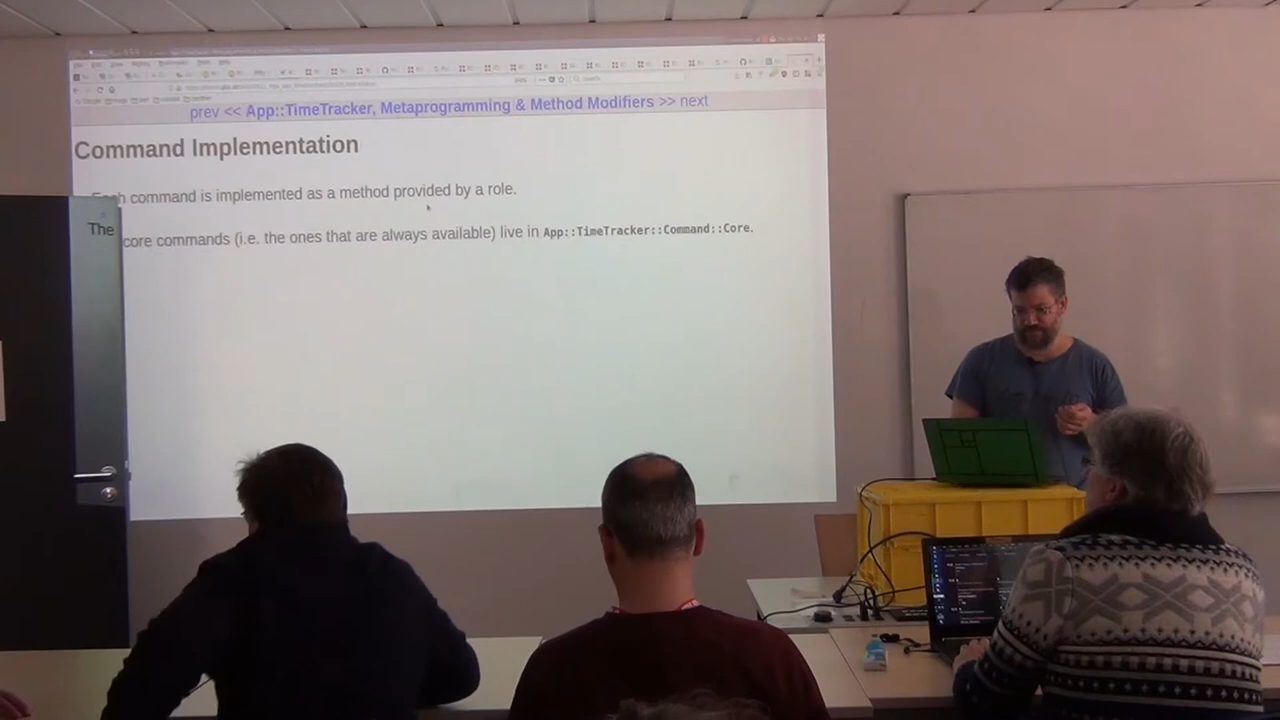 prev << App::TimeTracker, Metaprogramming & Method Modifiers >> next
Command Implementation
Each command is implemented as a method provided by a role.
The core commands (i.e. the ones that are always available) live in App::TimeTracker::Command::Core.